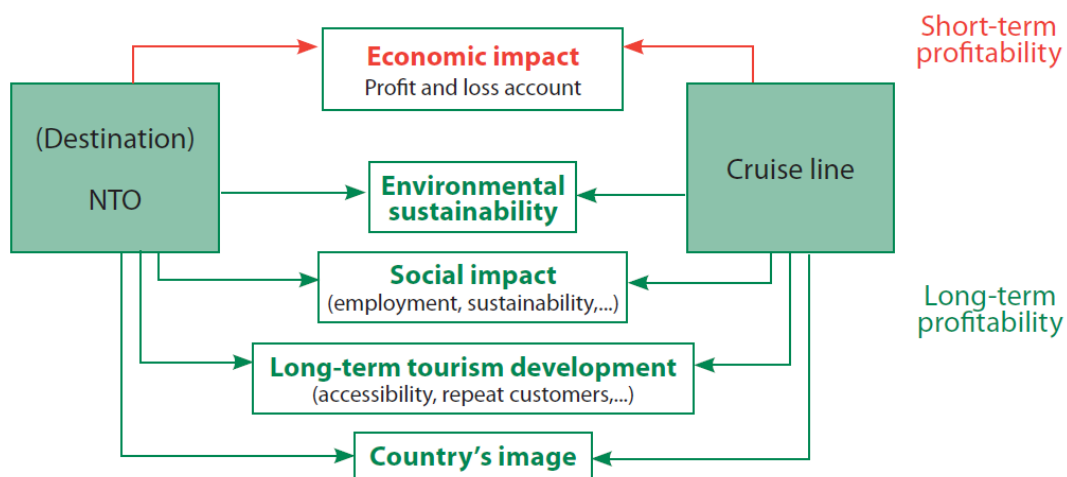 Short-term
profitability
Economic impact
Profit and loss account
(Destination)
NTO
Cruise line
Environmental
sustainability
Social impact
(employment, sustainability,...)
Long-term
profitability
Long-term tourism development
(accessibility, repeat customers,...)
Country’s image